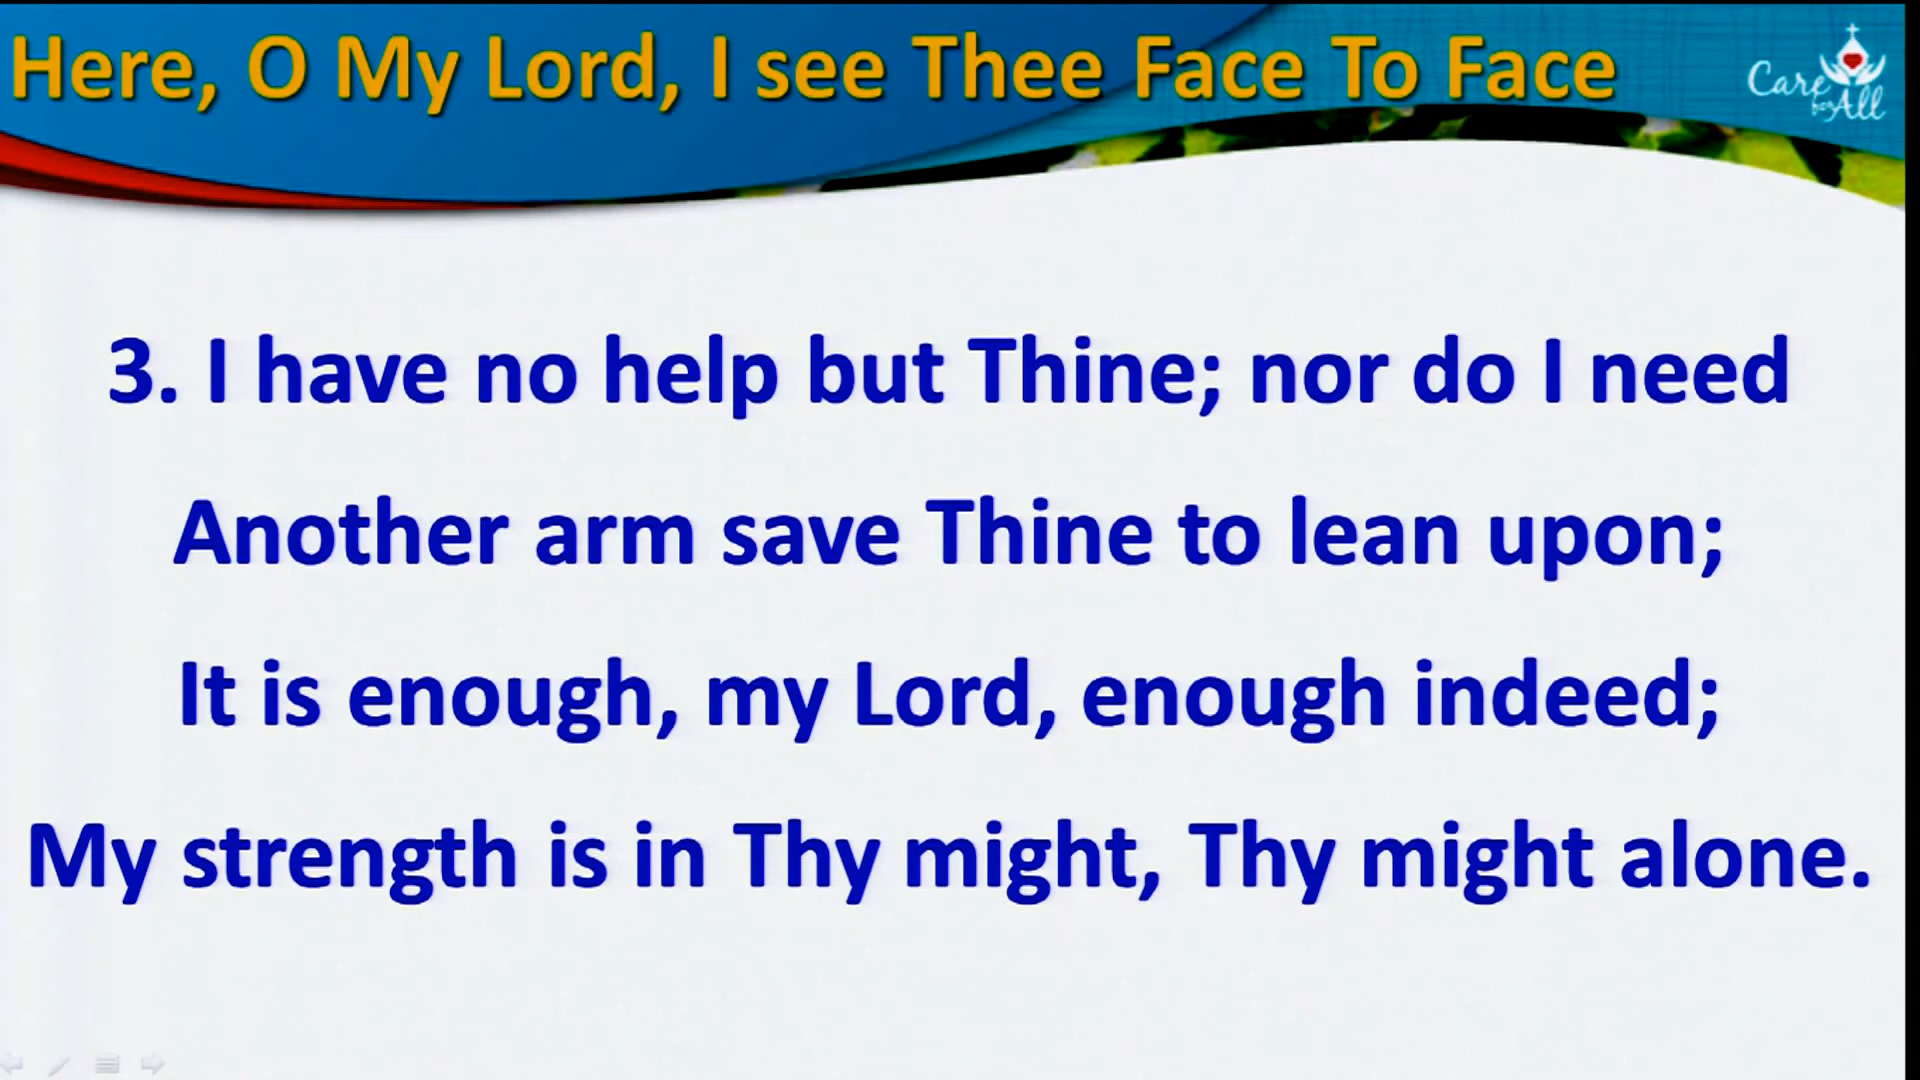 Here, O My Lord, I see Thee Face To Face
Care
for All
3. I have no help but Thine; nor do I need
Another arm save Thine to lean upon;
It is enough, my Lord, enough indeed;
My strength is in Thy might, Thy might alone.